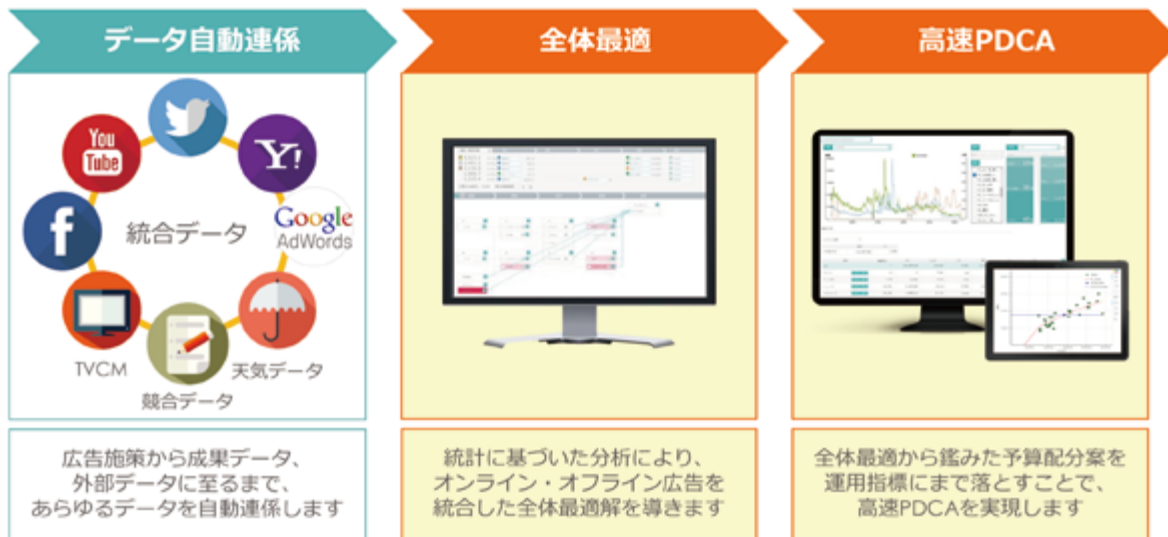 データ自動連係
全体最適
高速PDCA
You
Tube
Y!
f
統合データ
Google
AdWords
TVCM
天気データ
競合データ
広告施策から成果データ、
外部データに至るまで、
あらゆるデータを自動連係します
統計に基づいた分析により、
オンライン・オフライン広告を
統合した全体最適解を導きます
全体最適から鑑みた予算配分案を
運用指標にまで落とすことで、
高速PDCAを実現します